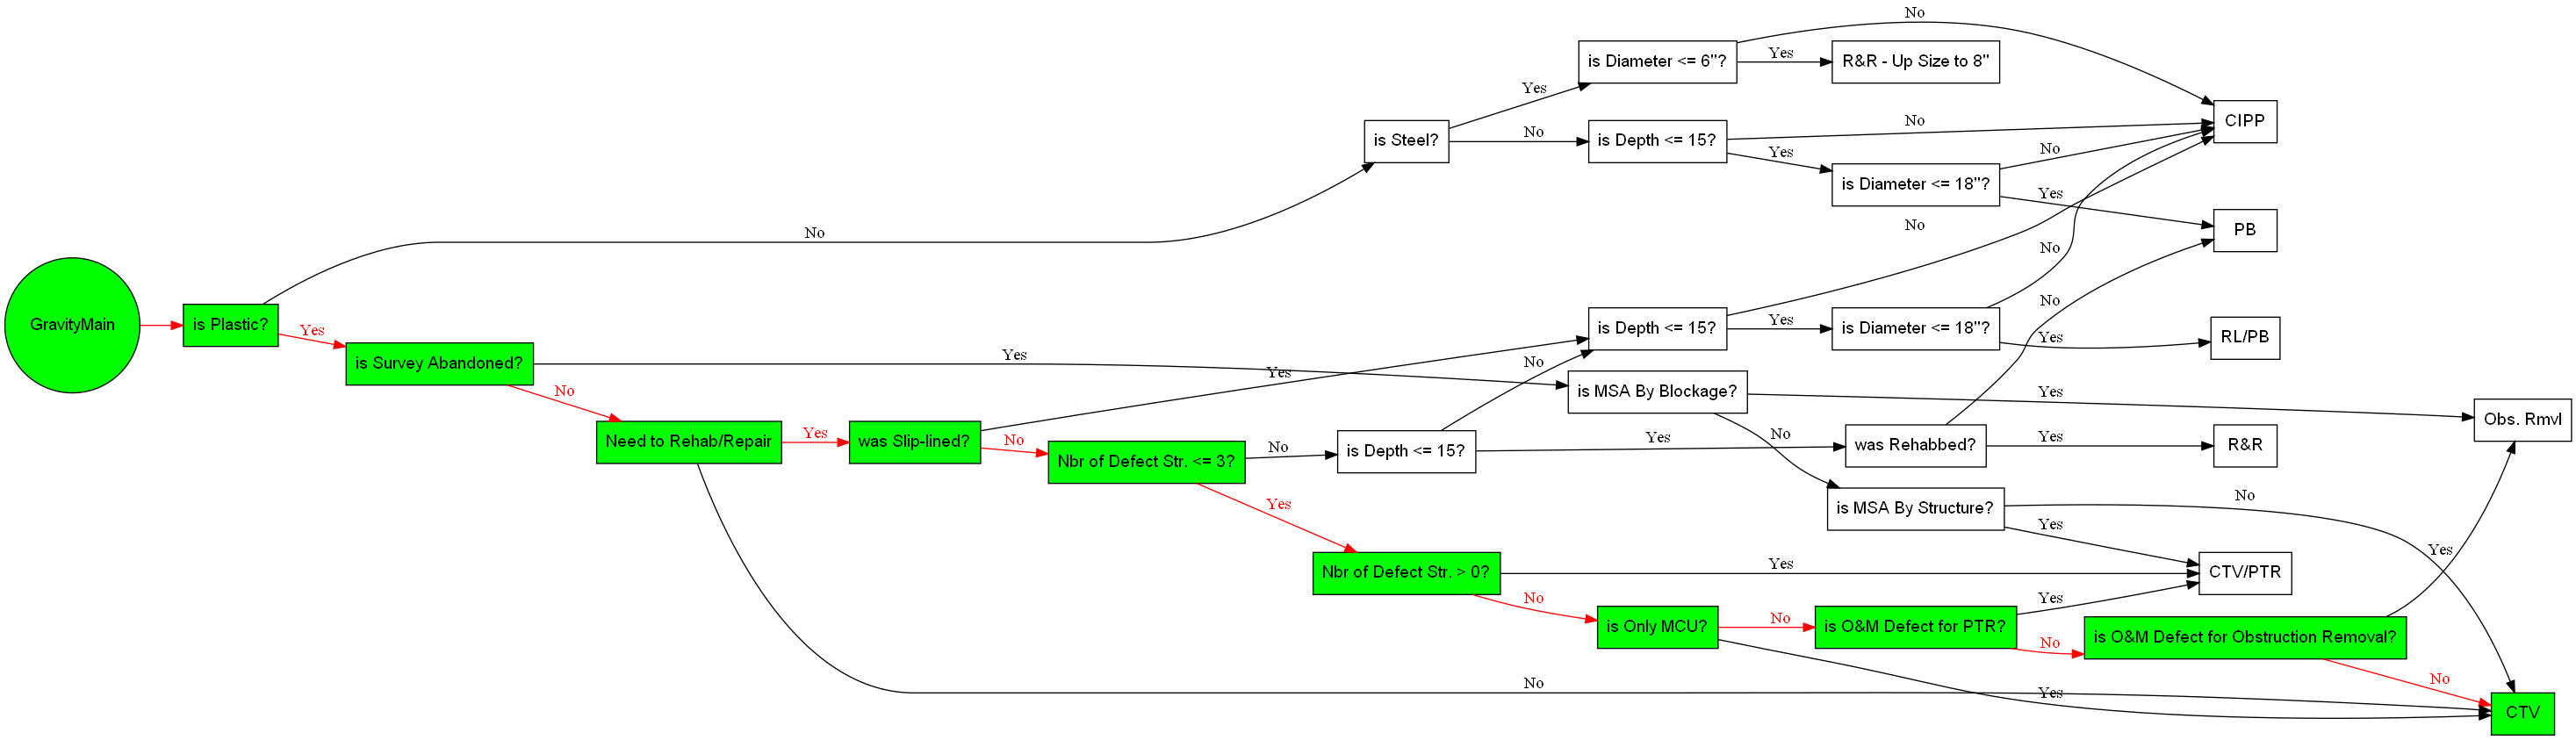 No
is Diameter <= 6"?
Yes
R&R - Up Size to 8"
Yes
CIPP
No
is Steel?
No
is Depth <= 15?
Yes
No
is Diameter <= 18"?
Yes
PB
No
No
No
No
GravityMain
is Plastic?
Yes
is Depth <= 15?
Yes
is Diameter <= 18"?
Yes
RL/PB
is Survey Abandoned?
Yes
Yes
No
No
is MSA By Blockage?
Yes
Obs. Rmvl
Need to Rehab/Repair
Yes
was Slip-lined?
No
Nbr of Defect Str. <= 3?
No
is Depth <= 15?
Yes
No
was Rehabbed?
Yes
R&R
Yes
is MSA By Structure?
No
Yes
Yes
Nbr of Defect Str. > 0?
Yes
CTV/PTR
No
is Only MCU?
No
is O&M Defect for PTR?
Yes
No
is O&M Defect for Obstruction Removal?
No
No
Yes
CTV